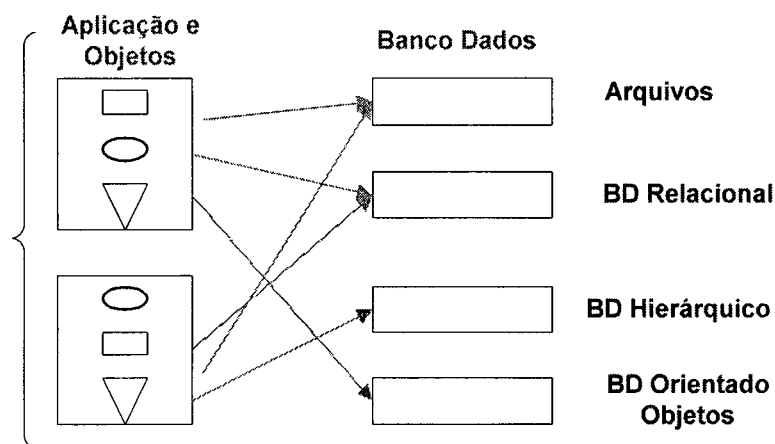 Aplicação e
Objetos
Banco Dados
Arquivos
BD Relacional
BD Hierárquico
BD Orientado
Objetos